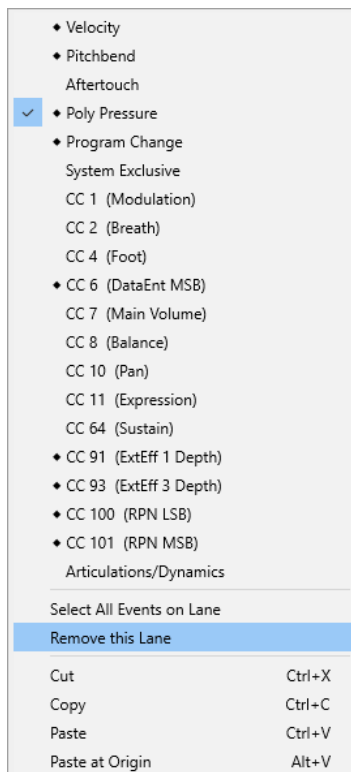 ◆ Velocity
◆ Pitchbend
Aftertouch
✓ ◆ Poly Pressure
◆ Program Change
System Exclusive
CC 1 (Modulation)
CC 2 (Breath)
CC 4 (Foot)
◆ CC 6 (DataEnt MSB)
CC 7 (Main Volume)
CC 8 (Balance)
CC 10 (Pan)
CC 11 (Expression)
CC 64 (Sustain)
◆ CC 91 (ExtEff 1 Depth)
◆ CC 93 (ExtEff 3 Depth)
◆ CC 100 (RPN LSB)
◆ CC 101 (RPN MSB)
Articulations/Dynamics
Select All Events on Lane
Remove this Lane
Cut Ctrl+X
Copy Ctrl+C
Paste Ctrl+V
Paste at Origin Alt+V